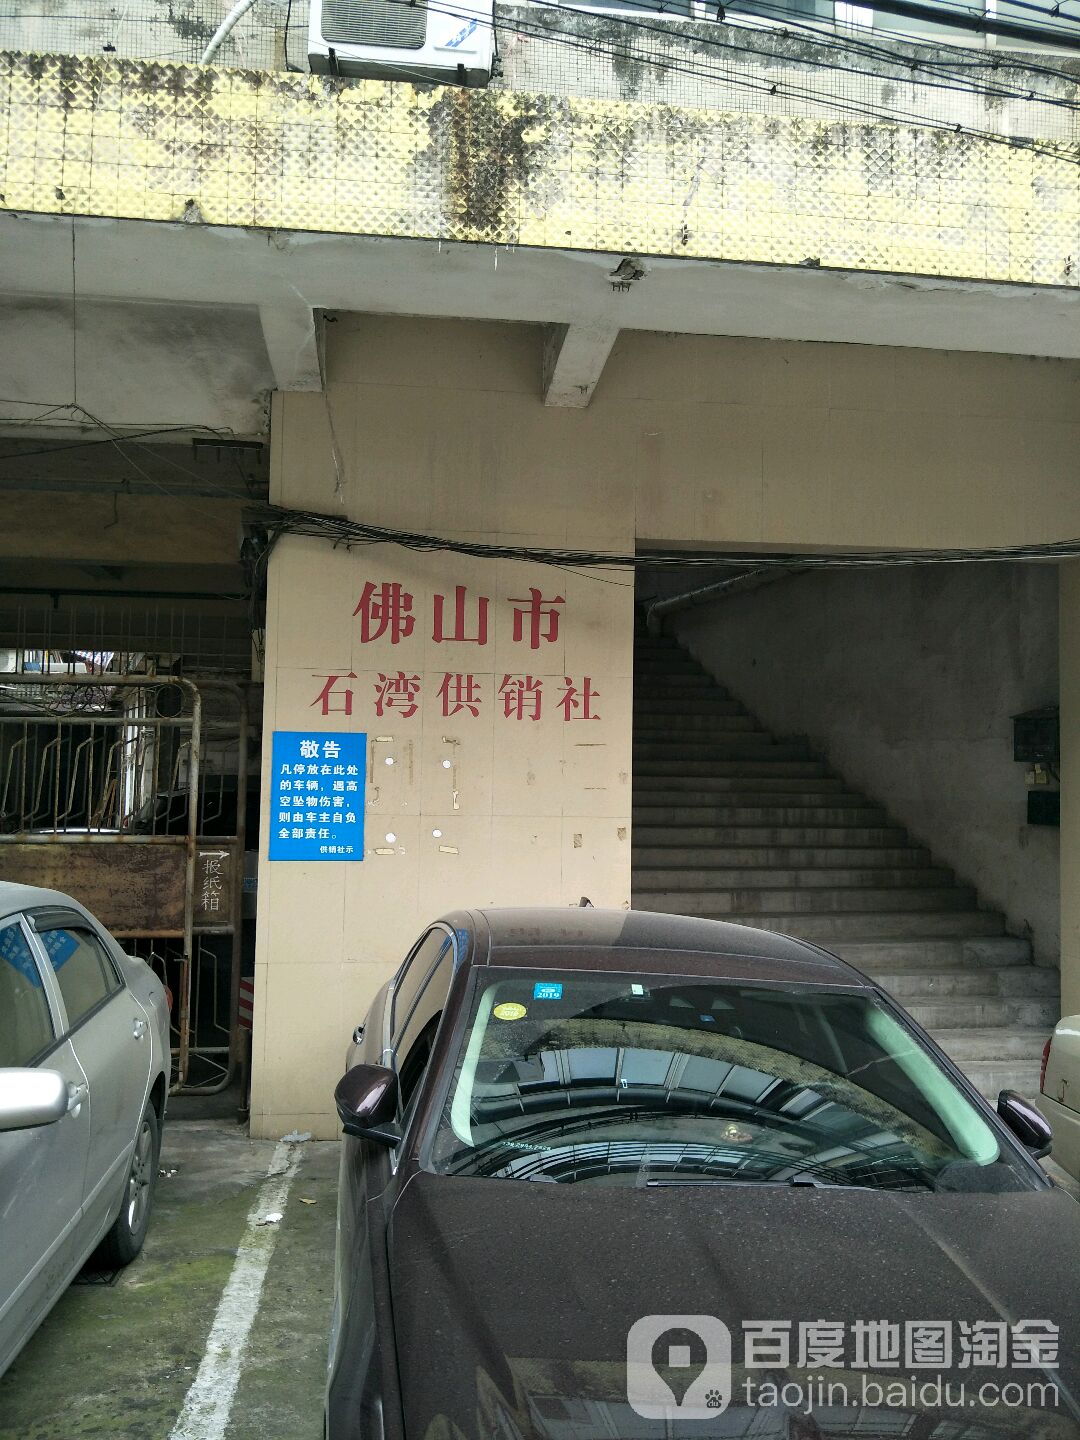 佛山市
石湾供销社
敬告
凡停放在此处
的车辆，遇高
空坠物伤害，
则由车主自负
全部责任。
供销社示
报纸箱
2019
百度地图淘金
taojin.baidu.com